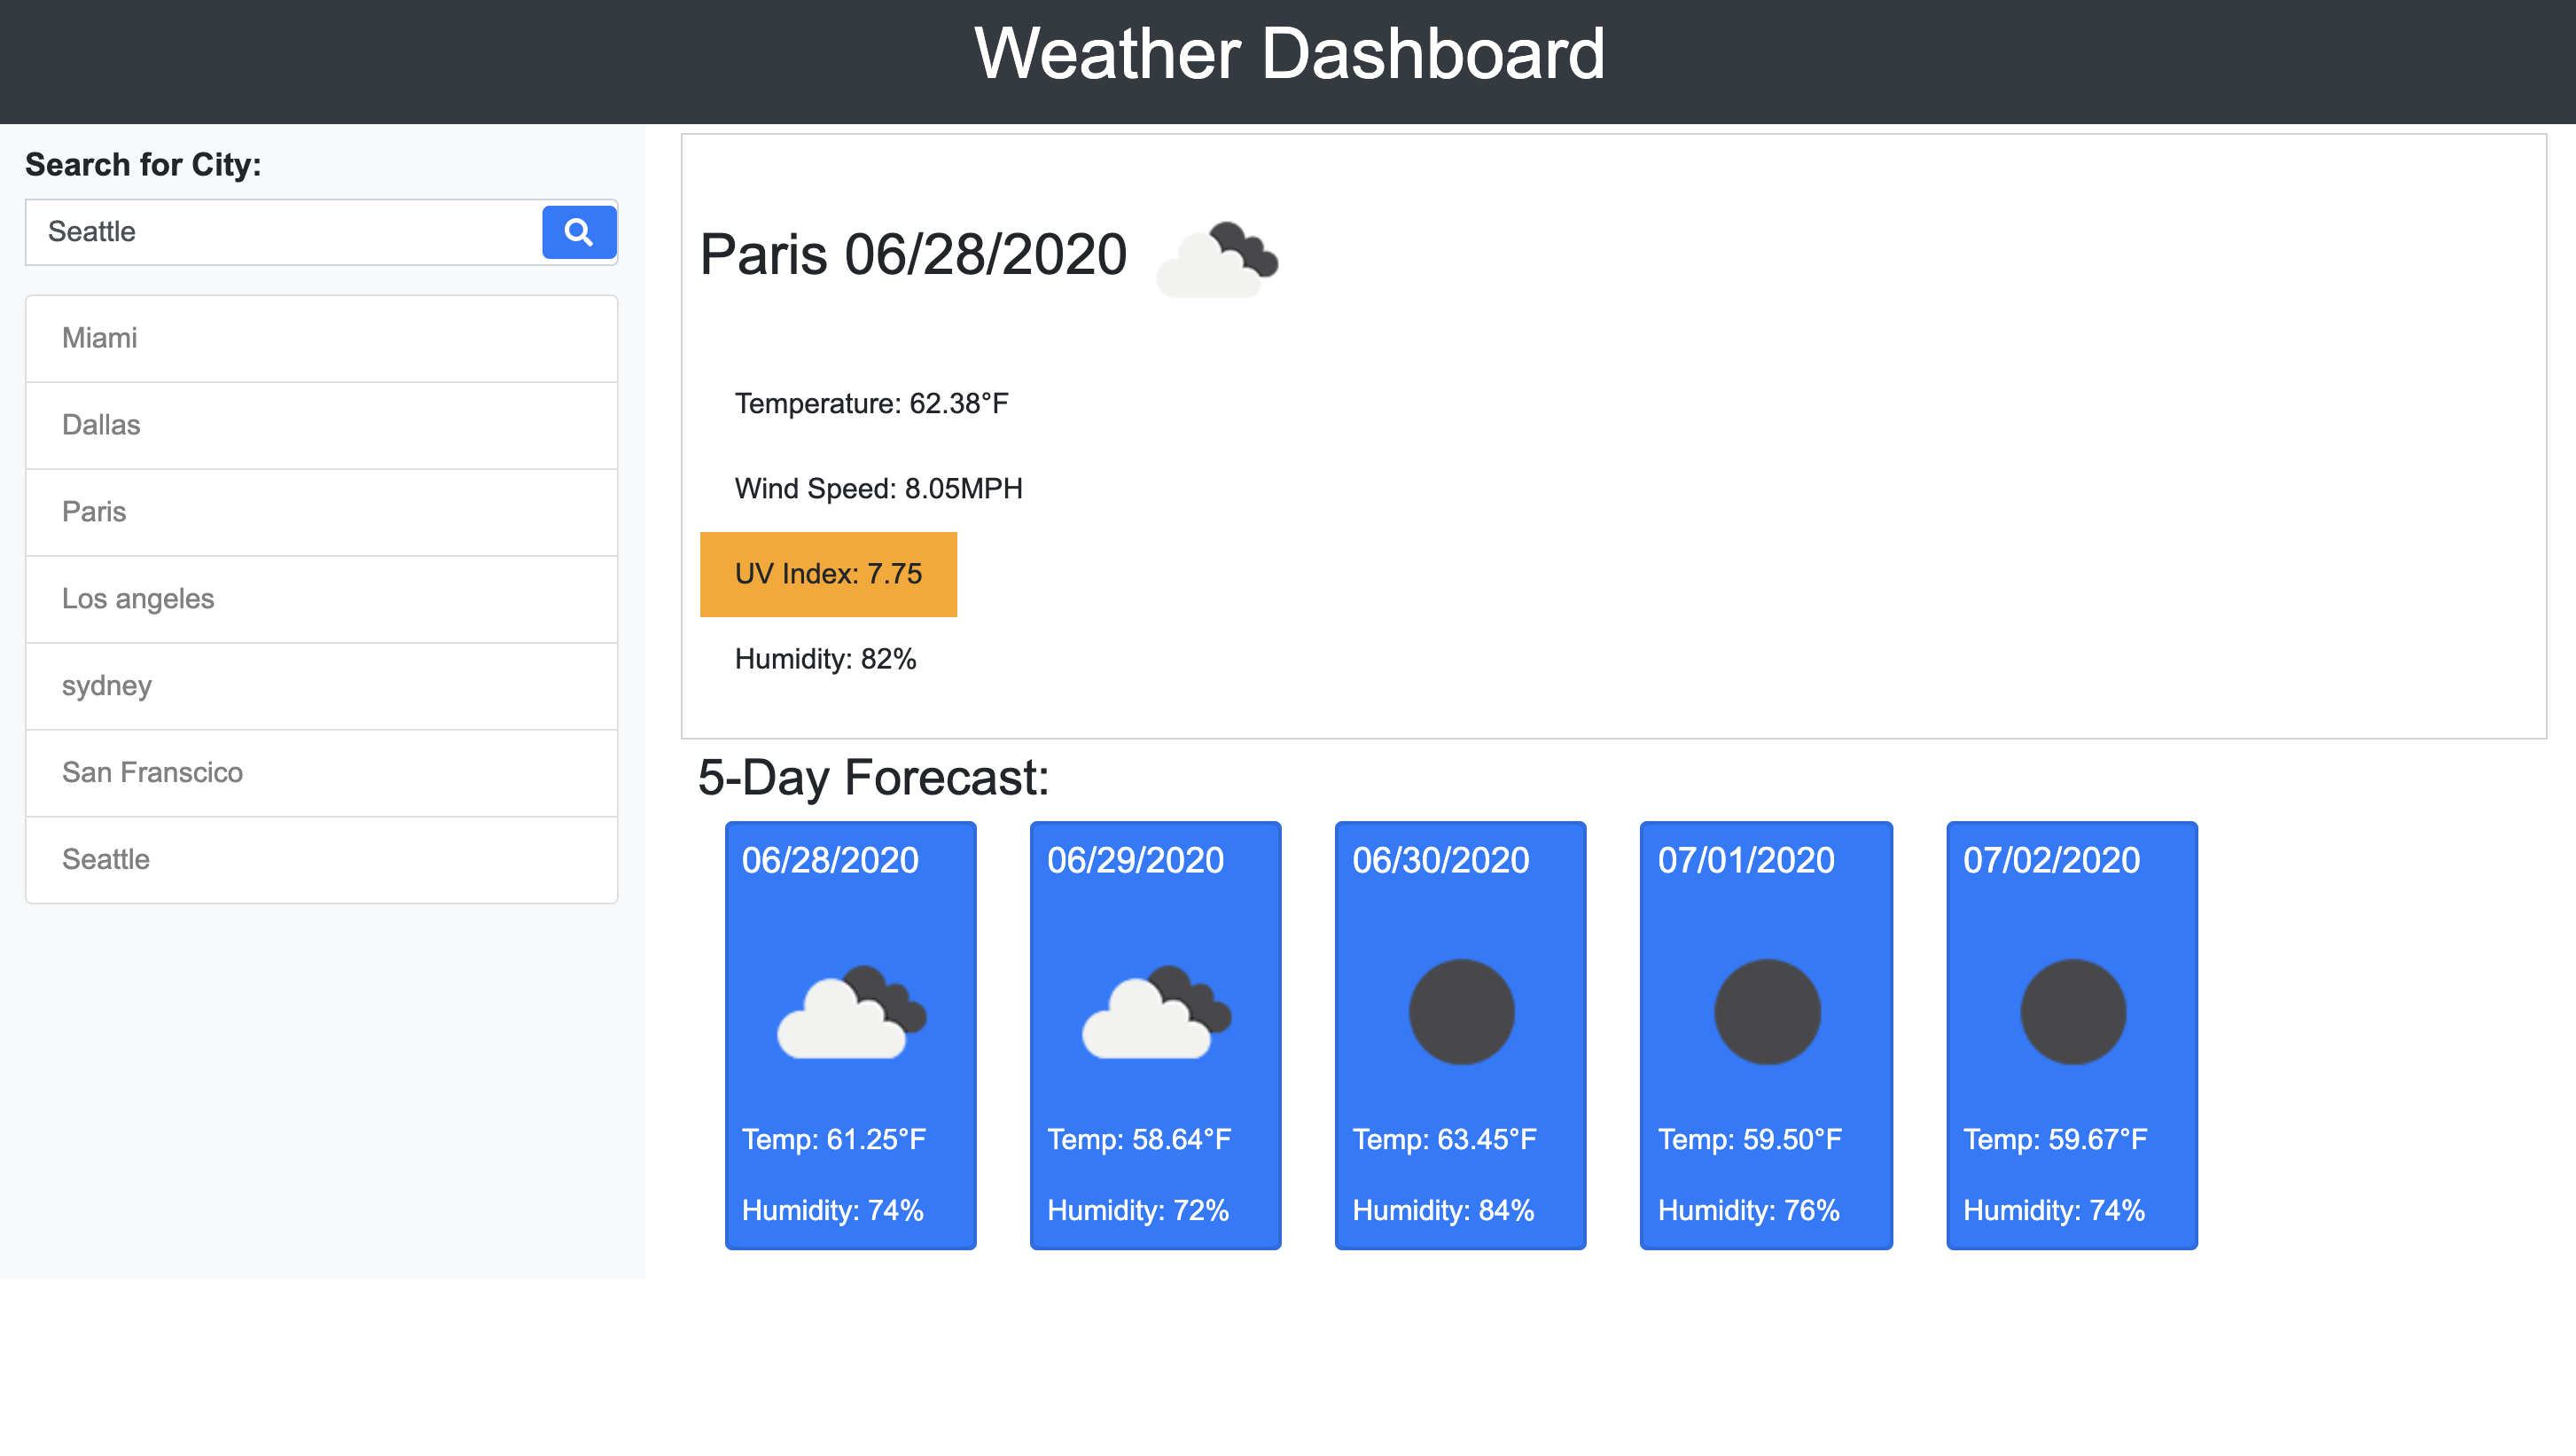 Weather Dashboard
Search for City:
Seattle
Miami
Dallas
Paris
Los angeles
sydney
San Franscico
Seattle
Paris 06/28/2020
Temperature: 62.38°F
Wind Speed: 8.05MPH
UV Index: 7.75
Humidity: 82%
5-Day Forecast:
06/28/2020
Temp: 61.25°F
Humidity: 74%
06/29/2020
Temp: 58.64°F
Humidity: 72%
06/30/2020
Temp: 63.45°F
Humidity: 84%
07/01/2020
Temp: 59.50°F
Humidity: 76%
07/02/2020
Temp: 59.67°F
Humidity: 74%